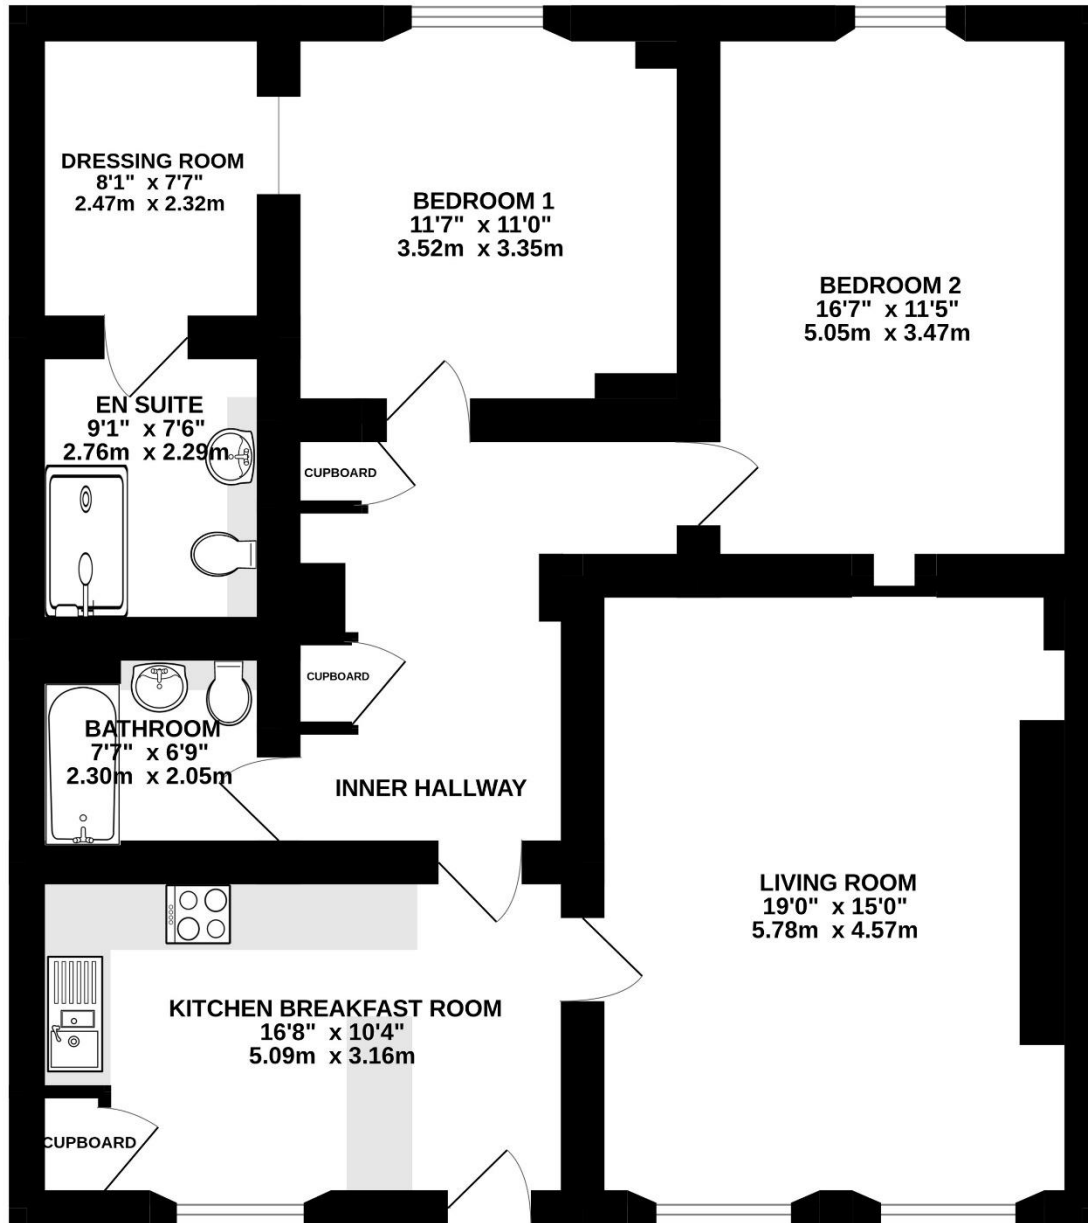 DRESSING ROOM
8'1" x 7'7"
2.47m x 2.32m
BEDROOM 1
11'7" x 11'0"
3.52m x 3.35m
BEDROOM 2
16'7" x 11'5"
5.05m x 3.47m
EN SUITE
9'1" x 7'6"
2.76m x 2.29m
CUPBOARD
CUPBOARD
BATHROOM
7'7" x 6'9"
2.30m x 2.05m
INNER HALLWAY
LIVING ROOM
19'0" x 15'0"
5.78m x 4.57m
KITCHEN BREAKFAST ROOM
16'8" x 10'4"
5.09m x 3.16m
CUPBOARD